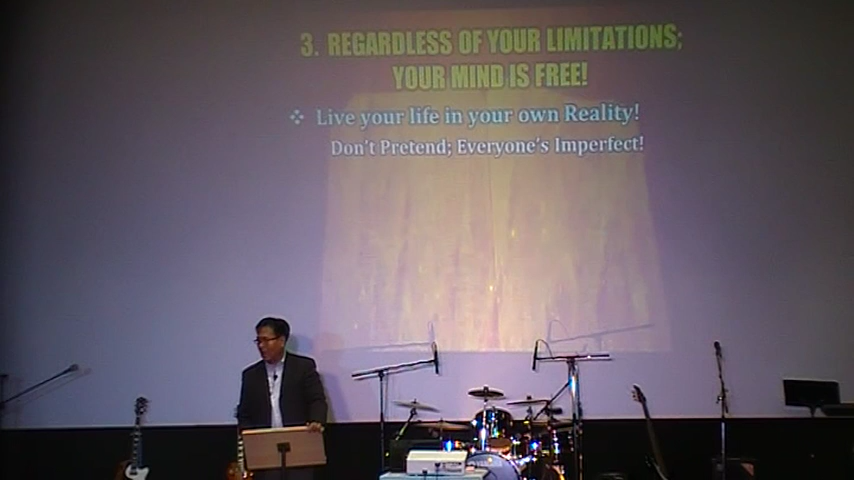 3. REGARDLESS OF YOUR LIMITATIONS;
YOUR MIND IS FREE!
❖ Live your life in your own Reality!
Don't Pretend; Everyone's Imperfect!